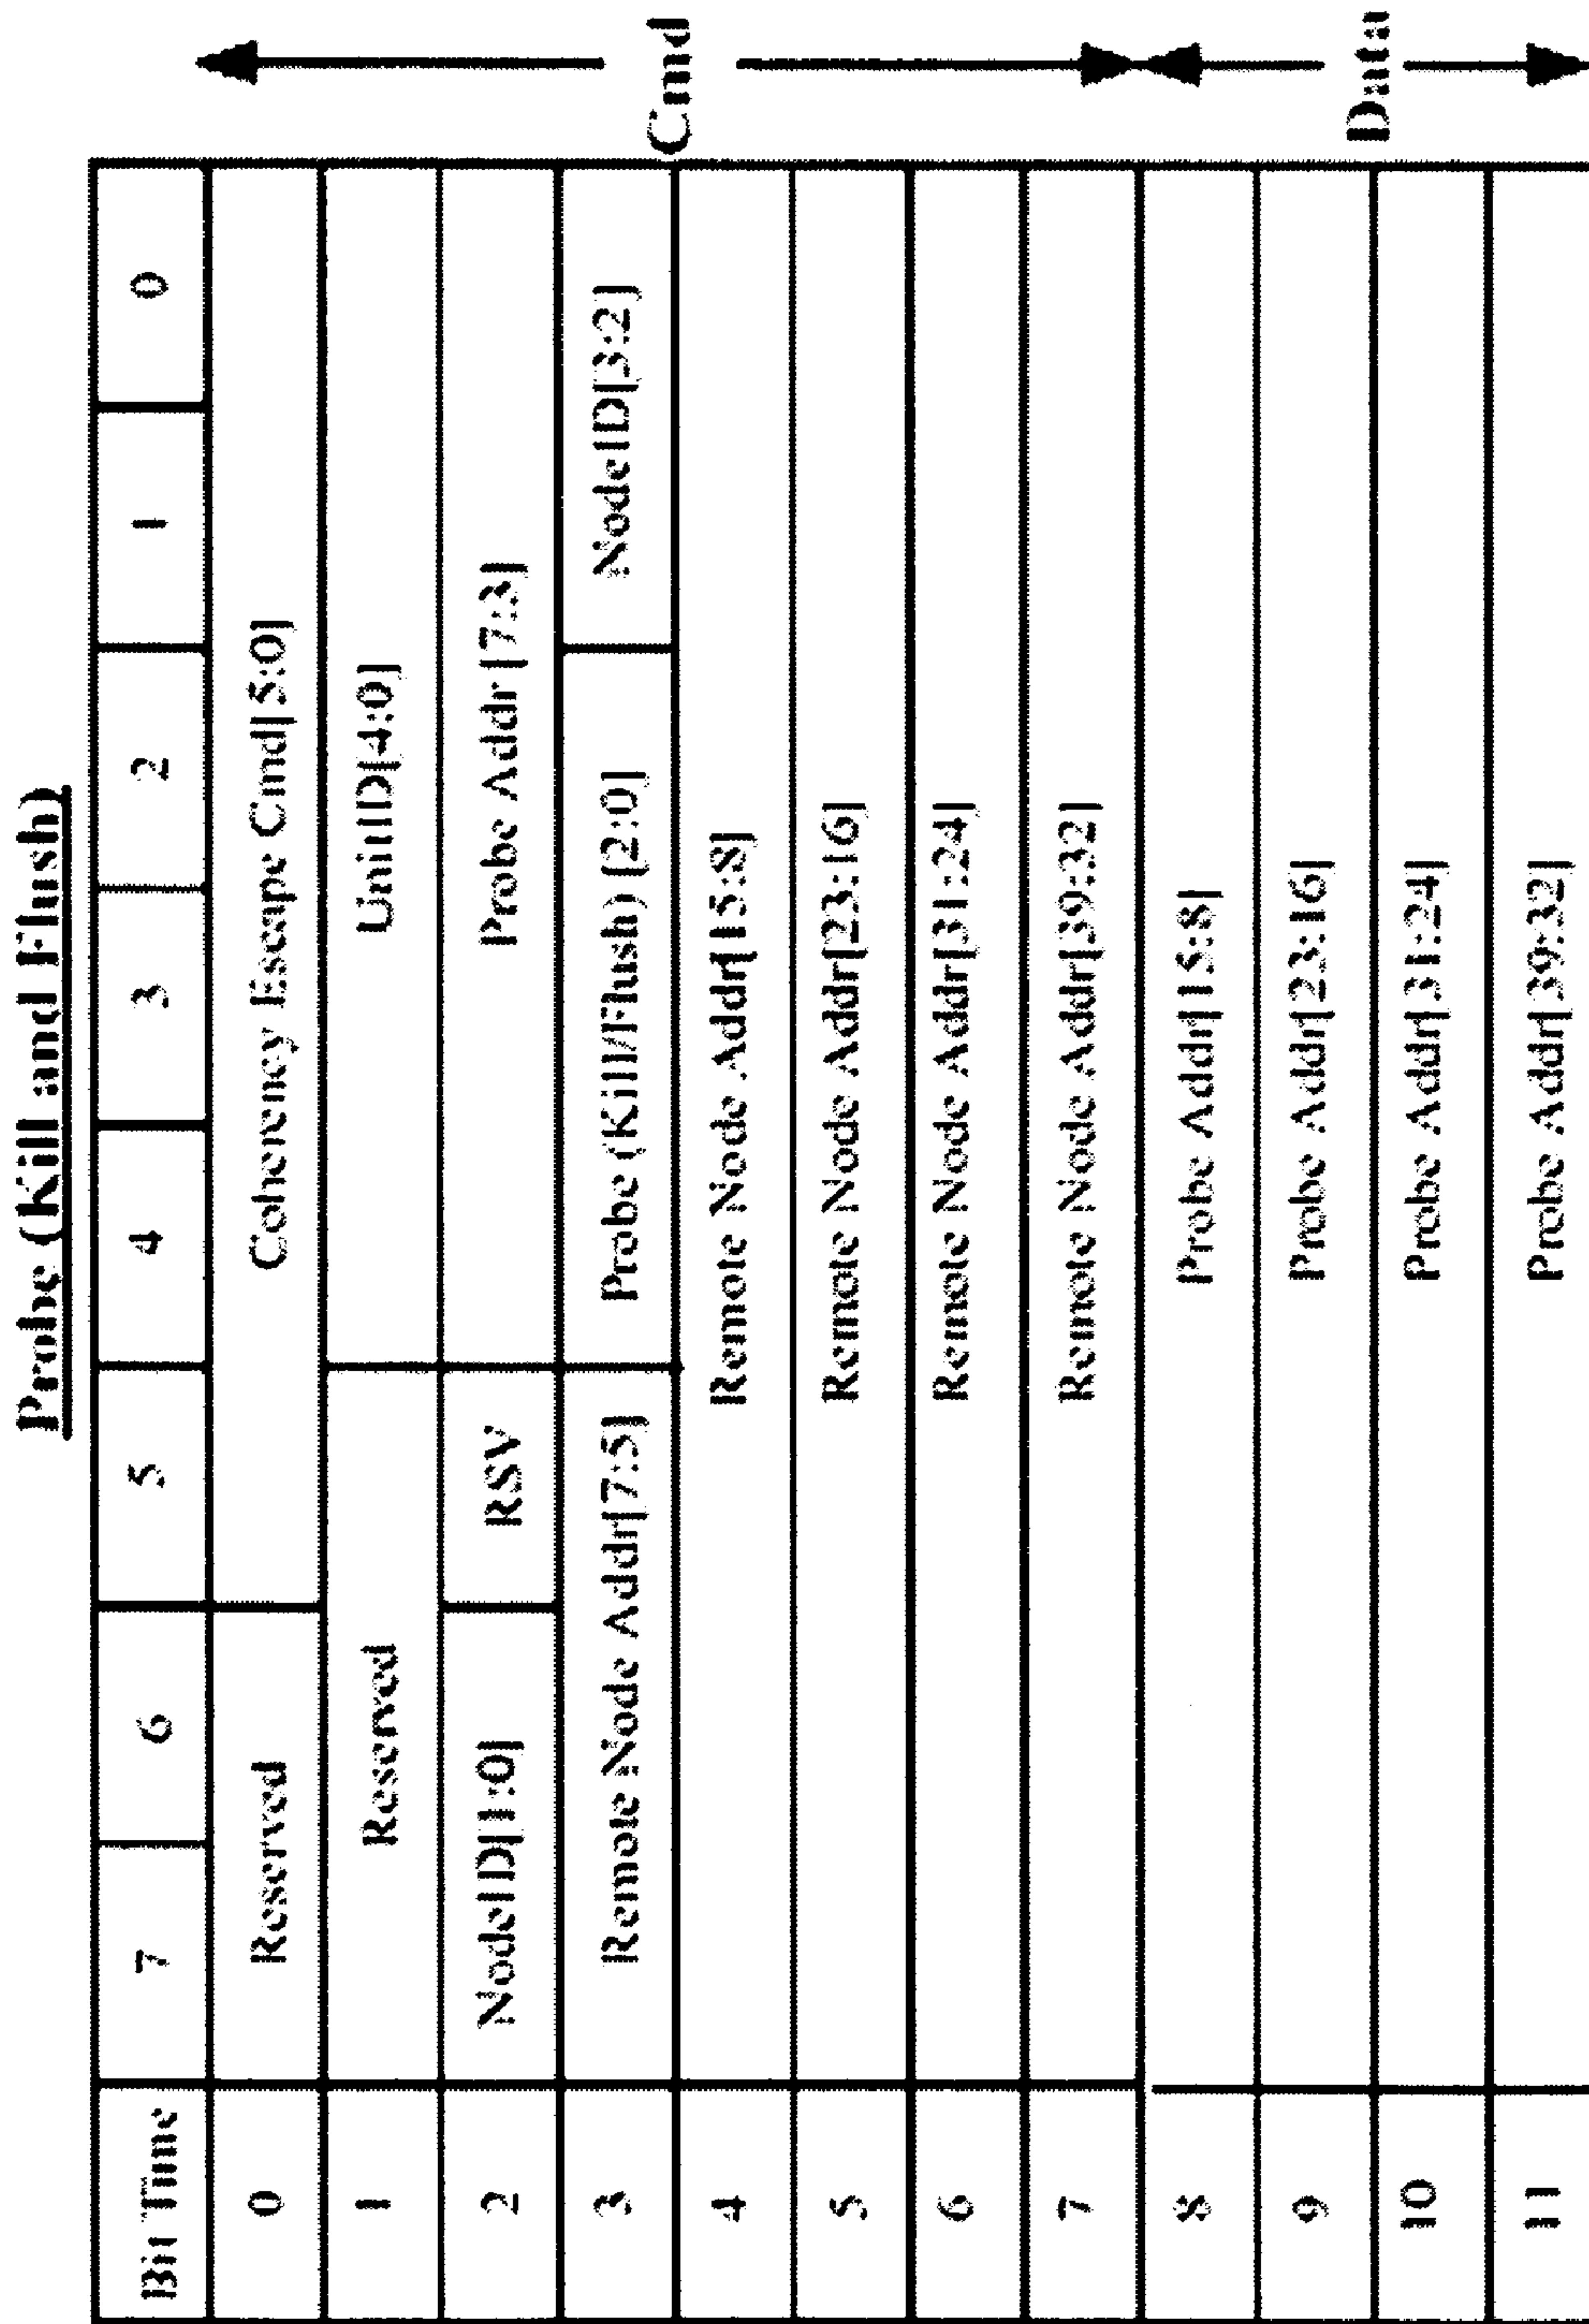 Probe (Kill and Flush)
Bit Time 7 6 5 4 3 2 1 0
0 Reserved Coherency Escape Cmd[5:0]
1 Reserved UnitID[4:0]
2 NodeID[1:0] RSV Probe Addr [7:3]
3 Remote Node Addr[7:5] Probe (Kill/Flush) [2:0] NodeID[3:2]
4 Remote Node Addr[15:8]
5 Remote Node Addr[23:16]
6 Remote Node Addr[31:24]
7 Remote Node Addr[39:32]
Cmd
8 Probe Addr[15:8]
9 Probe Addr[23:16]
10 Probe Addr[31:24]
11 Probe Addr[39:32]
Data